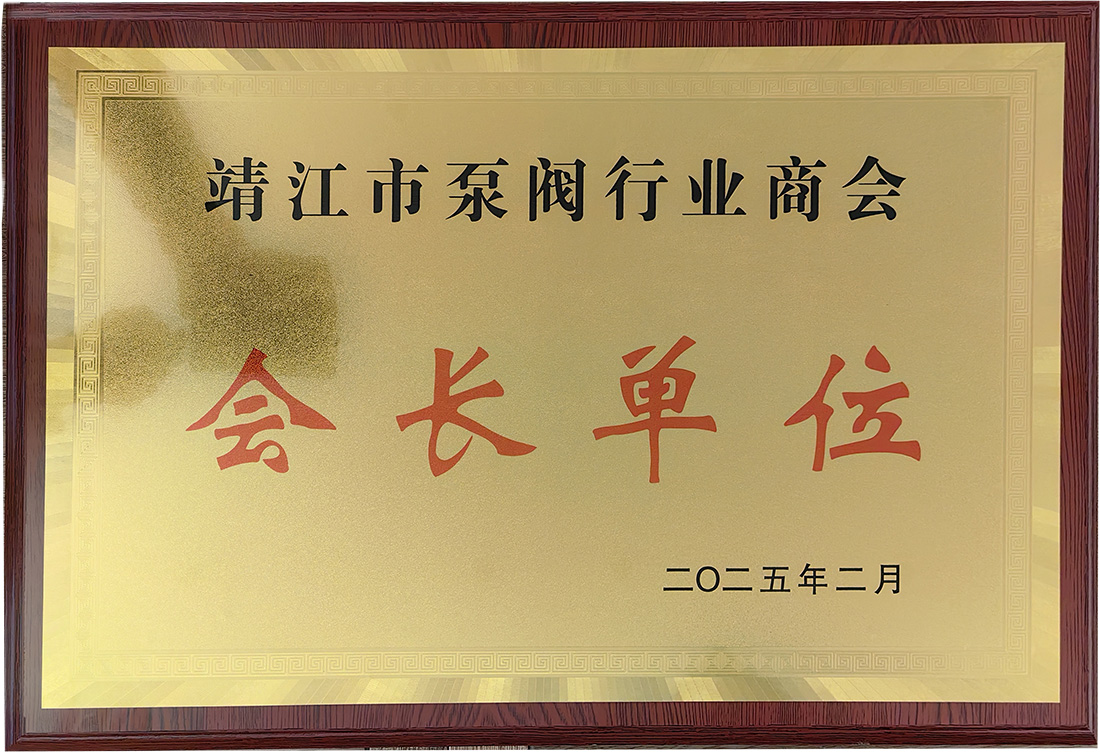 靖江市泵阀行业商会
会长单位
二〇二五年二月